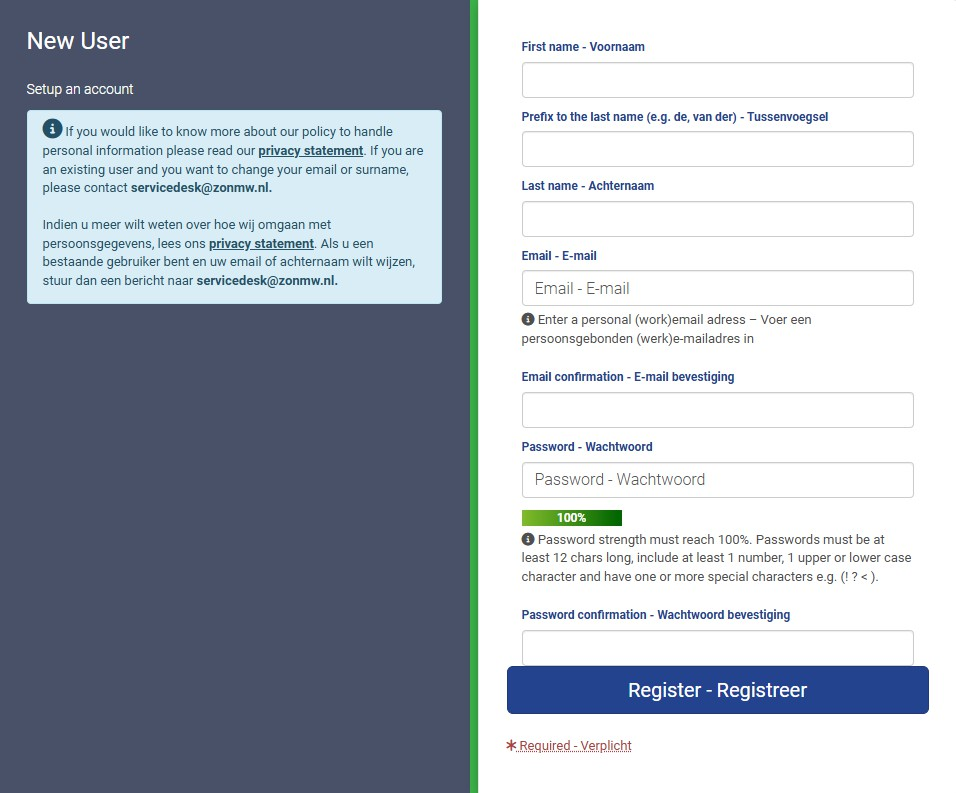 New User
Setup an account
If you would like to know more about our policy to handle
personal information please read our privacy statement. If you are
an existing user and you want to change your email or surname,
please contact servicedesk@zonmw.nl.
Indien u meer wilt weten over hoe wij omgaan met
persoonsgegevens, lees ons privacy statement. Als u een
bestaande gebruiker bent en uw email of achternaam wilt wijzen,
stuur dan een bericht naar servicedesk@zonmw.nl.
First name - Voornaam
Prefix to the last name (e.g. de, van der) - Tussenvoegsel
Last name - Achternaam
Email - E-mail
Email - E-mail
Enter a personal (work)email adress – Voer een
persoonsgebonden (werk)e-mailadres in
Email confirmation - E-mail bevestiging
Password - Wachtwoord
Password - Wachtwoord
100%
Password strength must reach 100%. Passwords must be at
least 12 chars long, include at least 1 number, 1 upper or lower case
character and have one or more special characters e.g. (! ? < ).
Password confirmation - Wachtwoord bevestiging
Register - Registreer
* Required - Verplicht